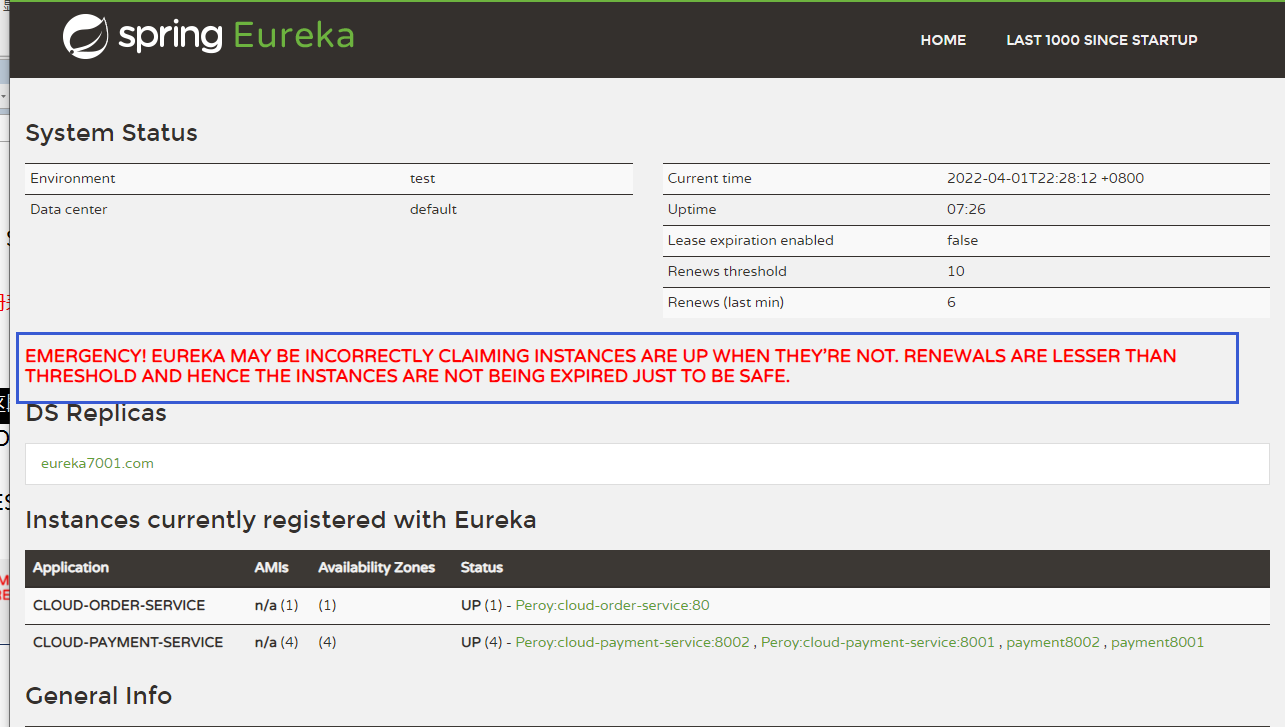 spring Eureka
HOME LAST 1000 SINCE STARTUP
System Status
Environment test
Data center default
Current time 2022-04-01T22:28:12 +0800
Uptime 07:26
Lease expiration enabled false
Renews threshold 10
Renews (last min) 6
EMERGENCY! EUREKA MAY BE INCORRECTLY CLAIMING INSTANCES ARE UP WHEN THEY'RE NOT. RENEWALS ARE LESSER THAN
THRESHOLD AND HENCE THE INSTANCES ARE NOT BEING EXPIRED JUST TO BE SAFE.
DS Replicas
eureka7001.com
Instances currently registered with Eureka
Application AMIs Availability Zones Status
CLOUD-ORDER-SERVICE n/a (1) (1) UP (1) - Peroy:cloud-order-service:80
CLOUD-PAYMENT-SERVICE n/a (4) (4) UP (4) - Peroy:cloud-payment-service:8002 , Peroy:cloud-payment-service:8001 , payment8002 , payment8001
General Info